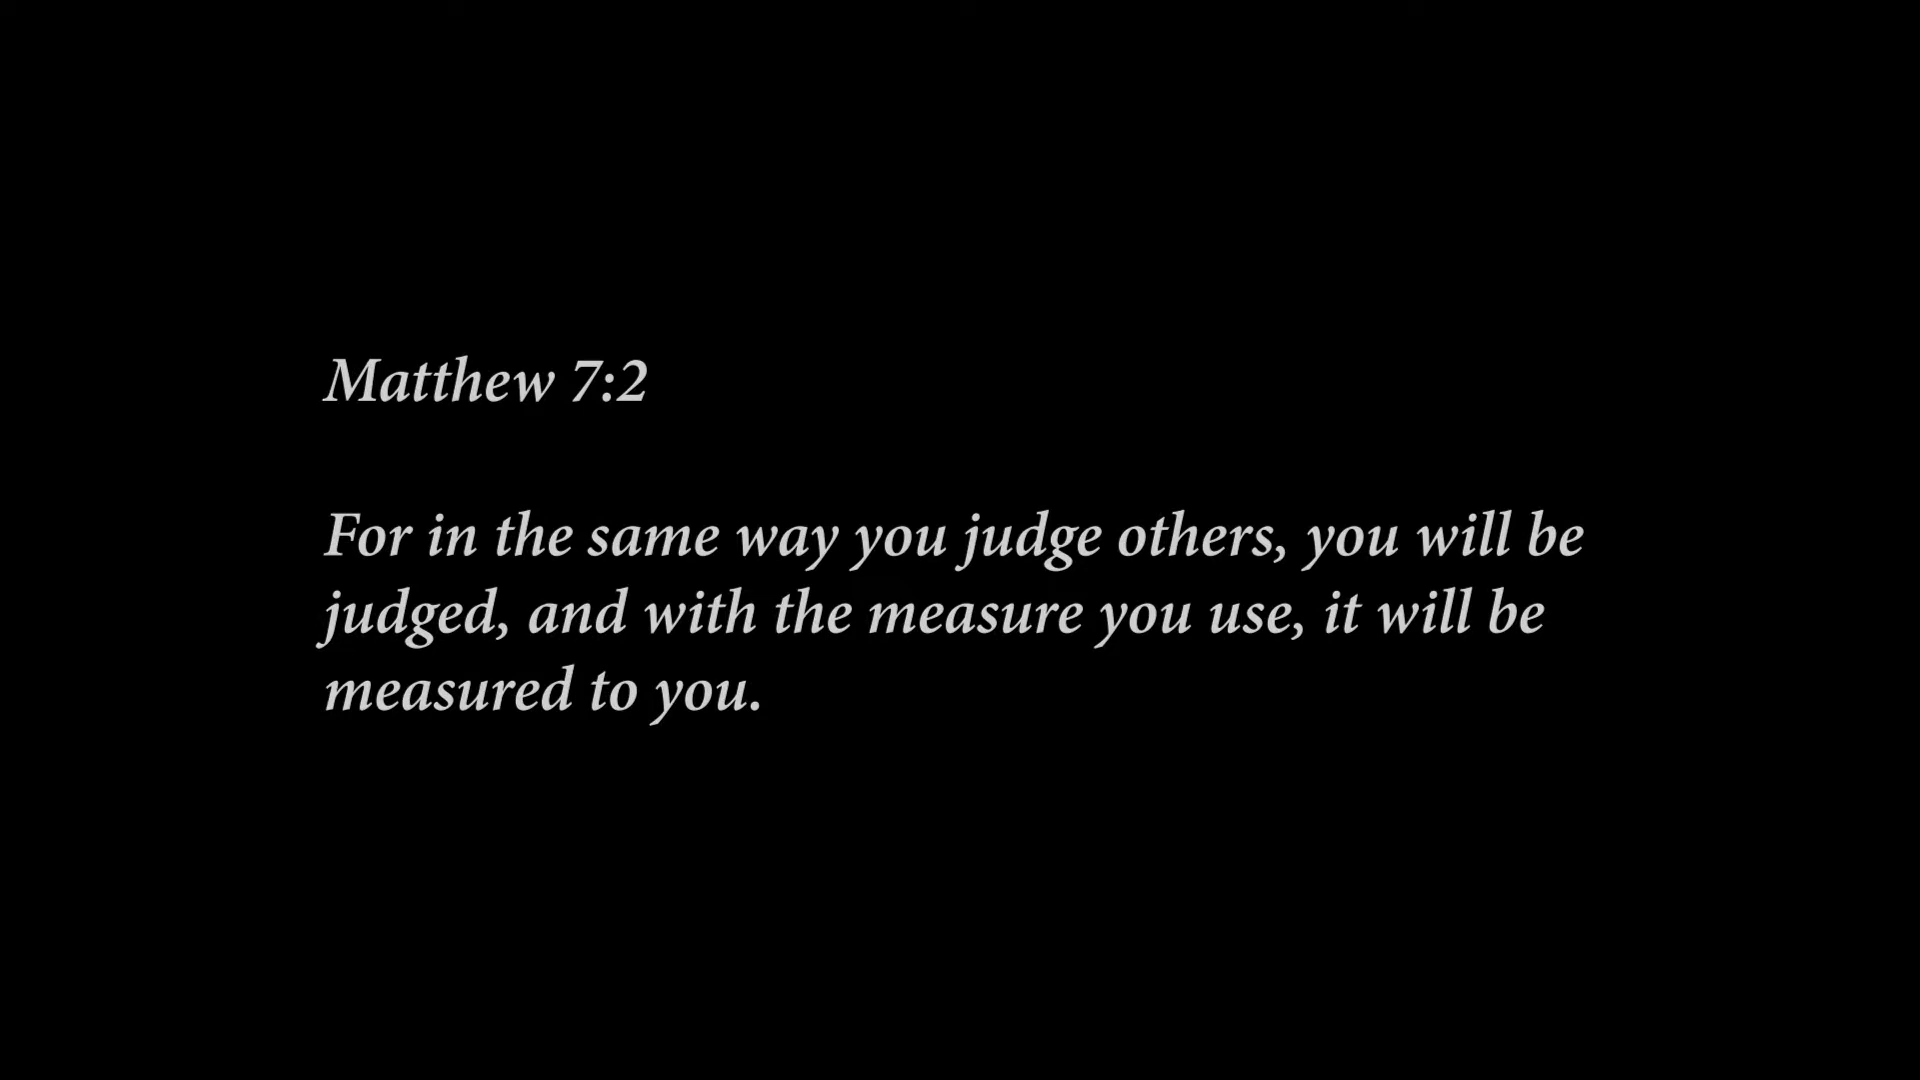 Matthew 7:2
For in the same way you judge others, you will be
judged, and with the measure you use, it will be
measured to you.